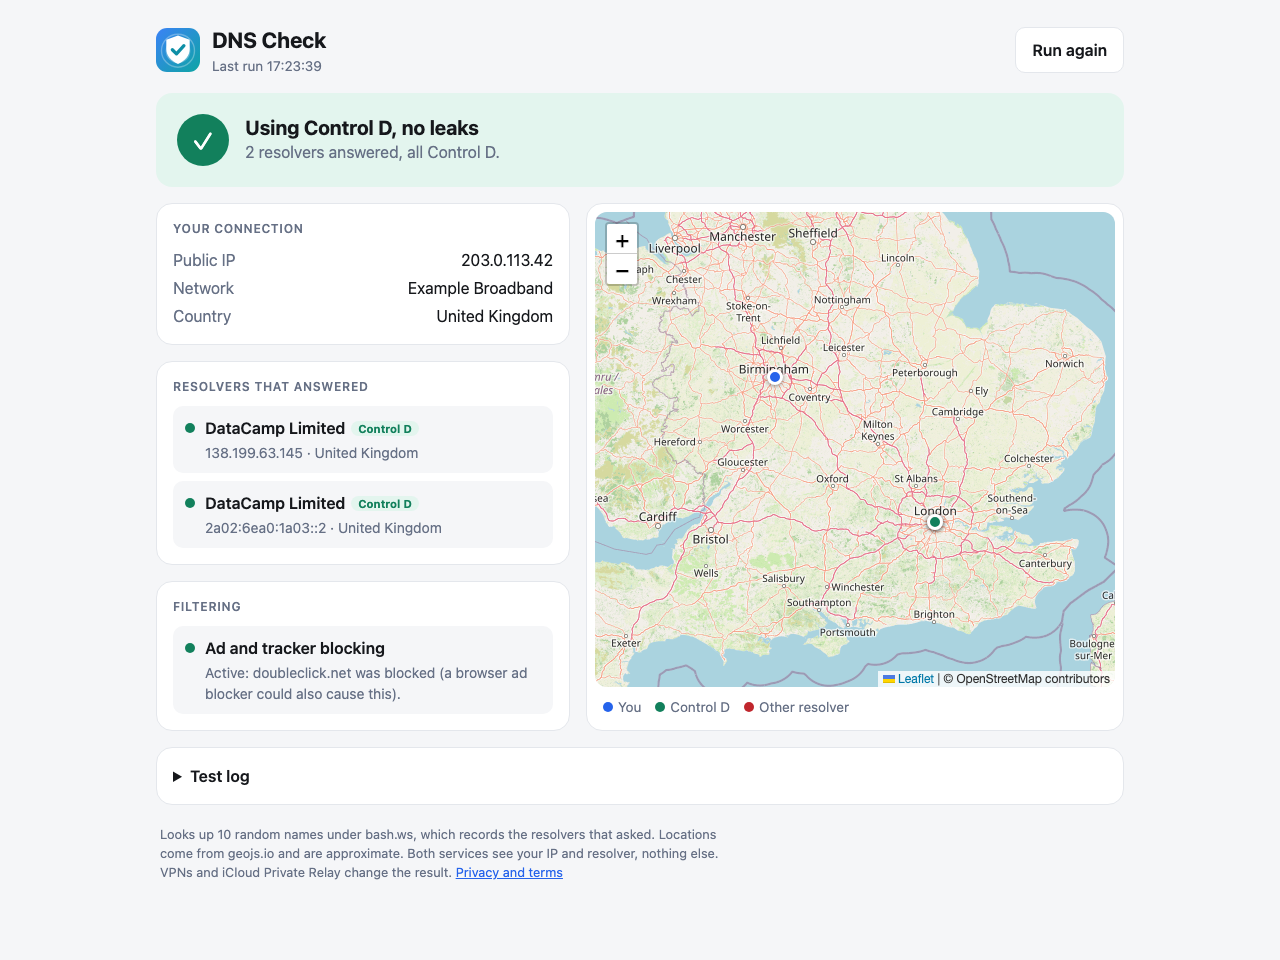 DNS Check
Last run 17:23:39
Run again
Using Control D, no leaks
2 resolvers answered, all Control D.
YOUR CONNECTION
Public IP 203.0.113.42
Network Example Broadband
Country United Kingdom
RESOLVERS THAT ANSWERED
DataCamp Limited Control D
138.199.63.145 · United Kingdom
DataCamp Limited Control D
2a02:6ea0:1a03::2 · United Kingdom
FILTERING
Ad and tracker blocking
Active: doubleclick.net was blocked (a browser ad
blocker could also cause this).
+
−
Manchester
Sheffield
Liverpool
Lincoln
aph
Chester
Wrexham
Stoke-on-
Trent
Nottingham
Lichfield
Leicester
Norwich
Birmingham
Peterborough
mru /
ales
Ely
Coventry
Cambridge
Worcester
Milton
Keynes
Hereford
Gloucester
Colchester
Oxford
St Albans
sea
Southend-
on-Sea
Cardiff
London
Bristol
Canterbury
Wells
Salisbury
Winchester
Ca
Southampton
Brighton
Portsmouth
Exeter
Boulogne-
sur-Mer
Leaflet | © OpenStreetMap contributors
You Control D Other resolver
Test log
Looks up 10 random names under bash.ws, which records the resolvers that asked. Locations
come from geojs.io and are approximate. Both services see your IP and resolver, nothing else.
VPNs and iCloud Private Relay change the result. Privacy and terms